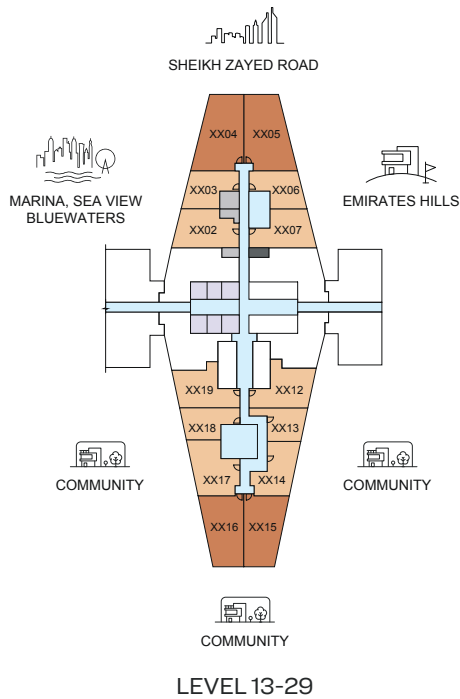 SHEIKH ZAYED ROAD
XX04
XX05
MARINA, SEA VIEW
BLUEWATERS
XX03
XX06
EMIRATES HILLS
XX02
XX07
XX19
XX12
XX18
XX13
COMMUNITY
COMMUNITY
XX17
XX14
XX16
XX15
COMMUNITY
LEVEL 13-29